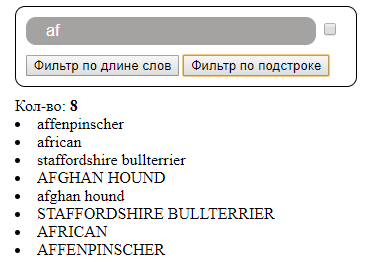 af
Фильтр по длине слов Фильтр по подстроке
Кол-во: 8
affenpinscher
african
staffordshire bullterrier
AFGHAN HOUND
afghan hound
STAFFORDSHIRE BULLTERRIER
AFRICAN
AFFENPINSCHER